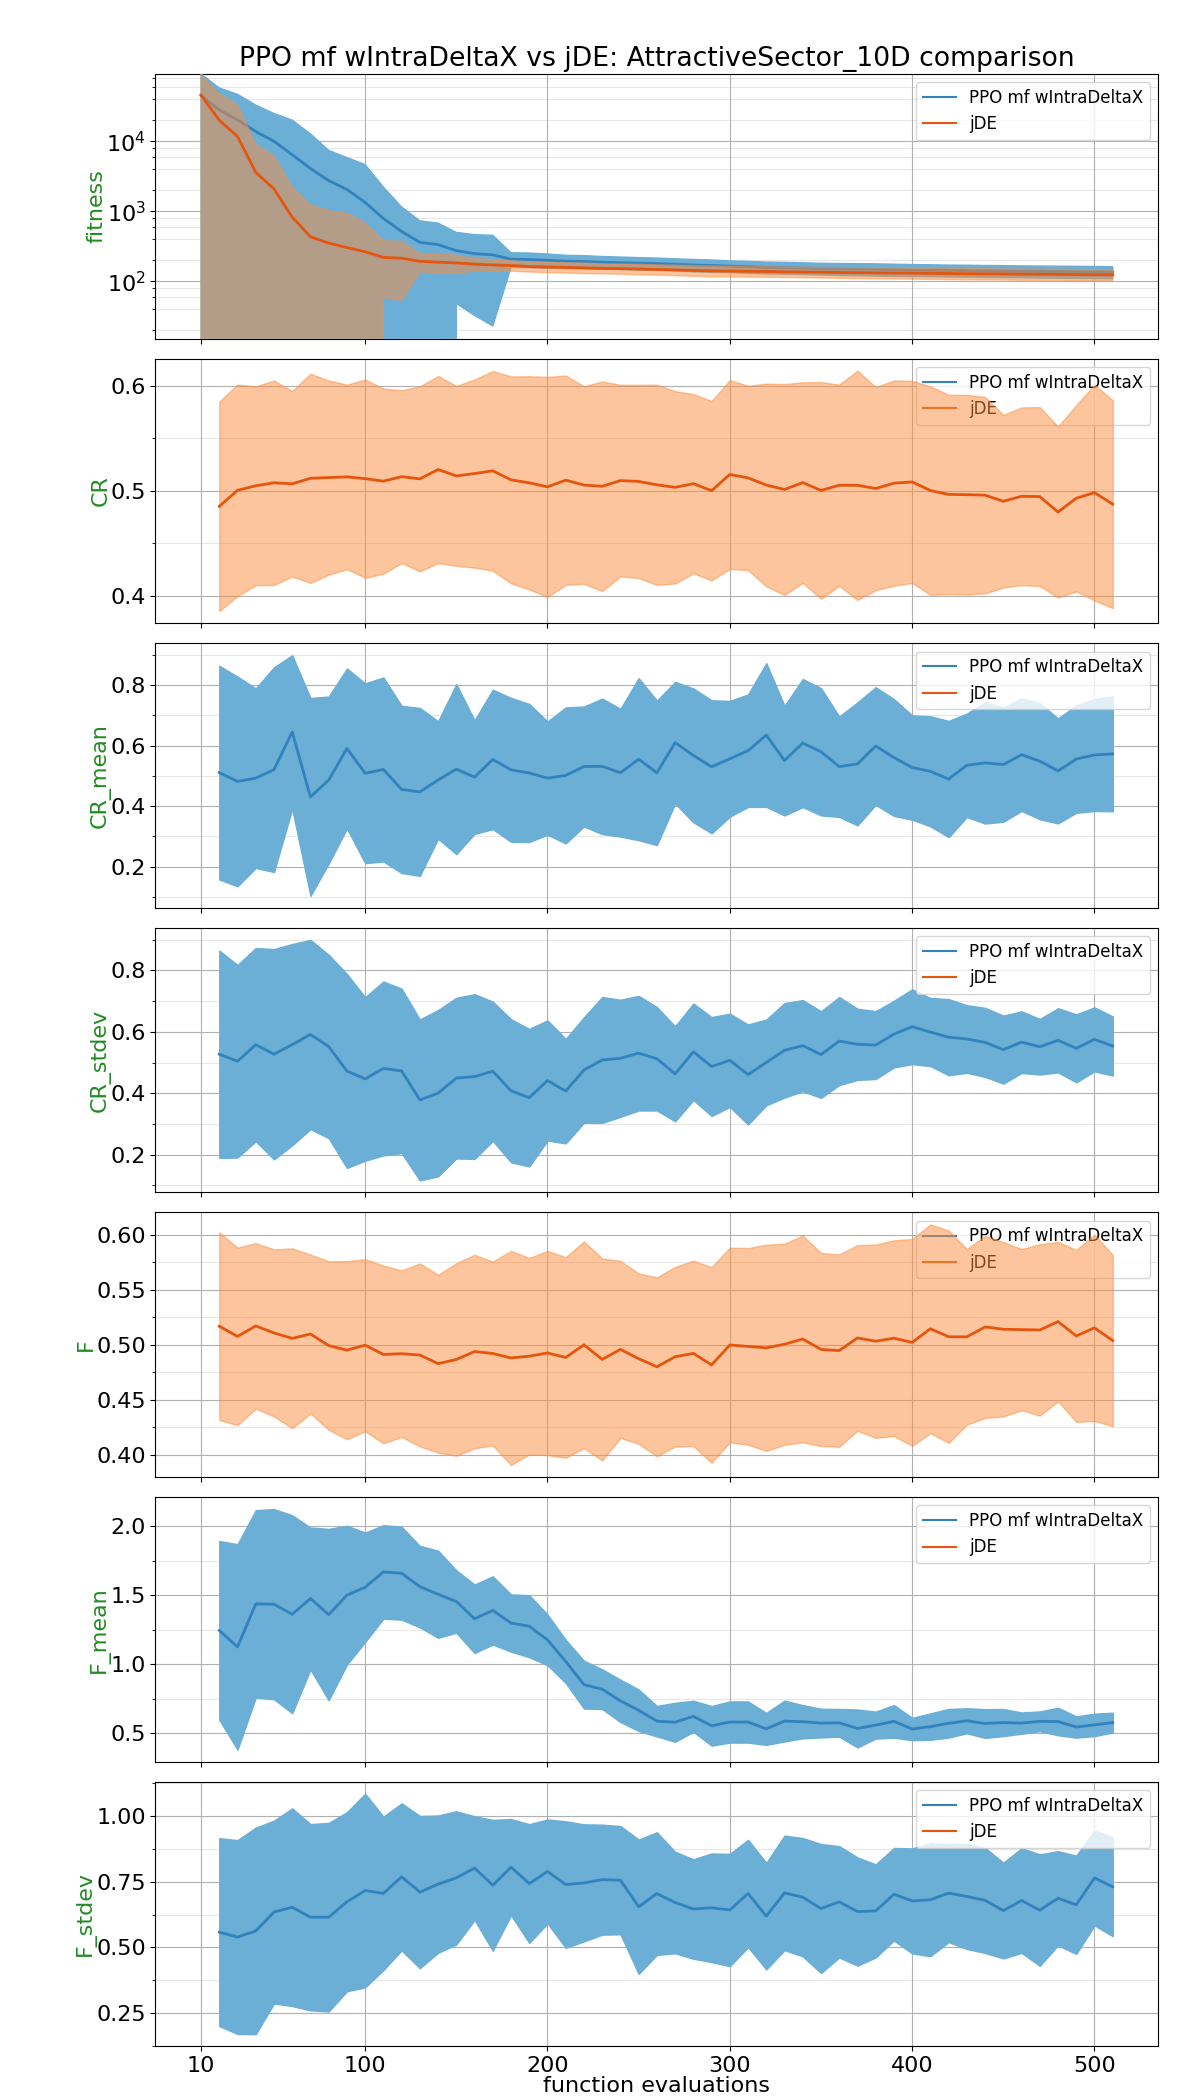 PPO mf wIntraDeltaX vs jDE: AttractiveSector_10D comparison
PPO mf wIntraDeltaX
jDE
10^4
10^3
10^2
fitness
PPO mf wIntraDeltaX
jDE
0.6
0.5
0.4
CR
PPO mf wIntraDeltaX
jDE
0.8
0.6
0.4
0.2
CR_mean
PPO mf wIntraDeltaX
jDE
0.8
0.6
0.4
0.2
CR_stdev
PPO mf wIntraDeltaX
jDE
0.60
0.55
0.50
0.45
0.40
F
PPO mf wIntraDeltaX
jDE
2.0
1.5
1.0
0.5
F_mean
PPO mf wIntraDeltaX
jDE
1.00
0.75
0.50
0.25
F_stdev
10 100 200 300 400 500
function evaluations